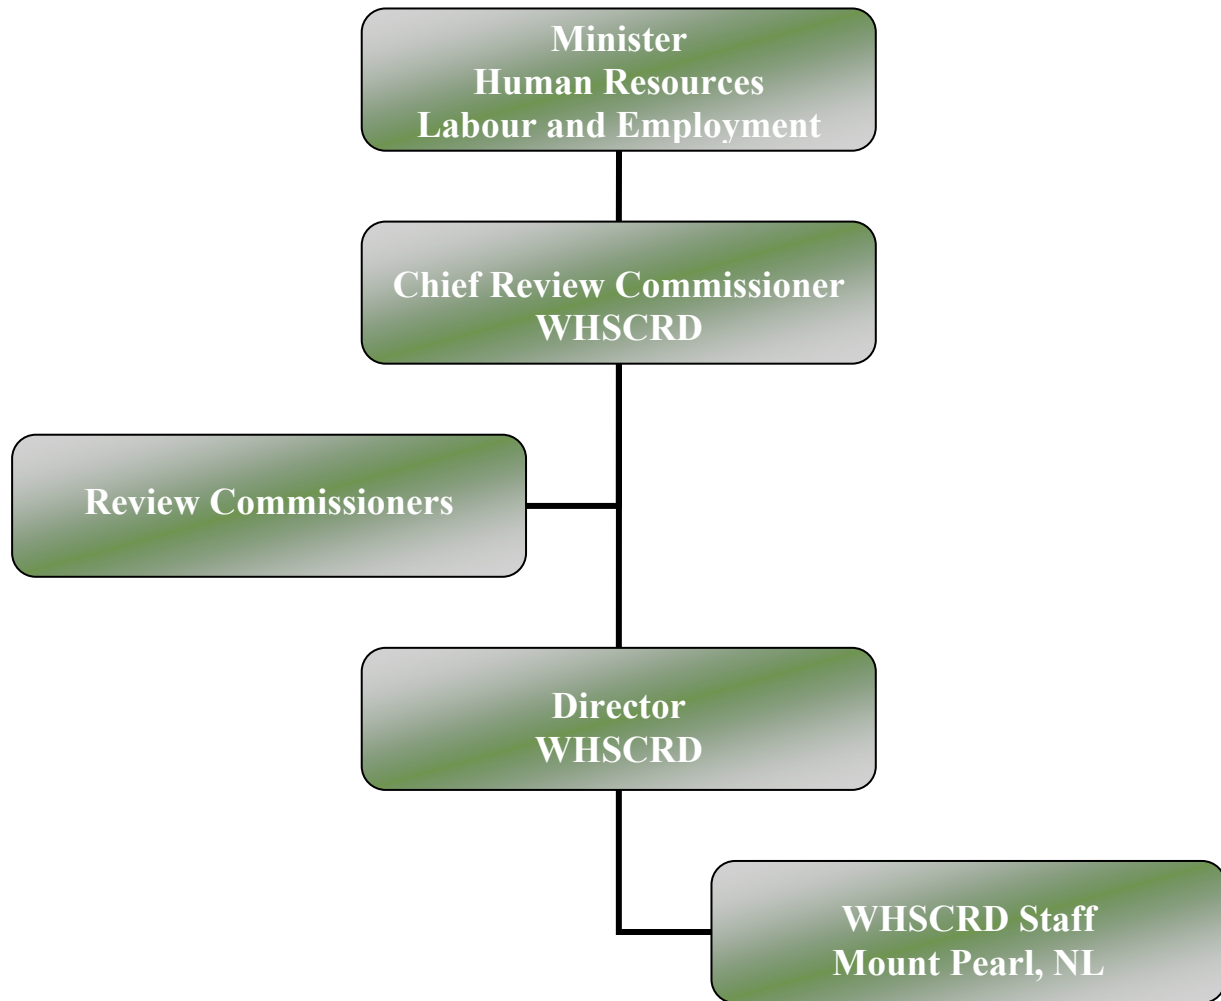 Minister
Human Resources
Labour and Employment
Chief Review Commissioner
WHSCRD
Review Commissioners
Director
WHSCRD
WHSCRD Staff
Mount Pearl, NL